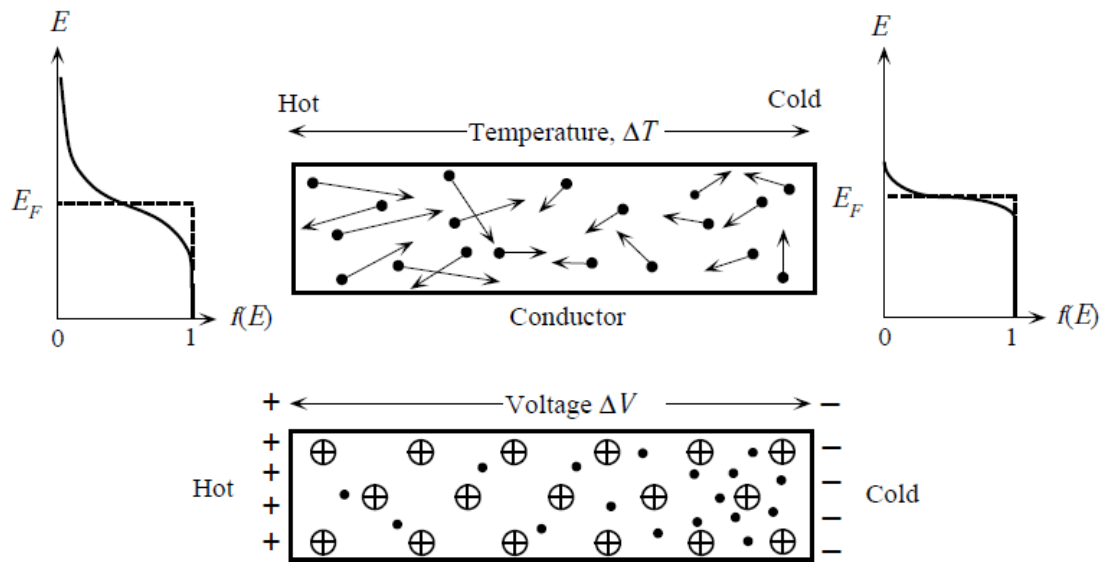 E
E
Hot
Cold
Temperature, ΔT
E_F
E_F
0
1
f(E)
Conductor
0
1
f(E)
+
Voltage ΔV
−
+
+
+
+
Hot
Cold
−
−
−
−